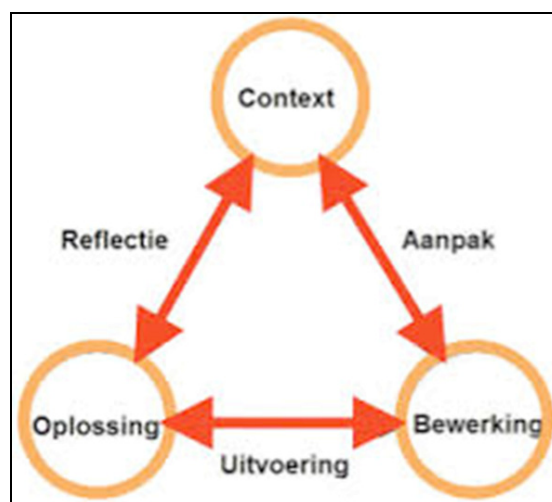 Context
Reflectie
Aanpak
Oplossing
Bewerking
Uitvoering